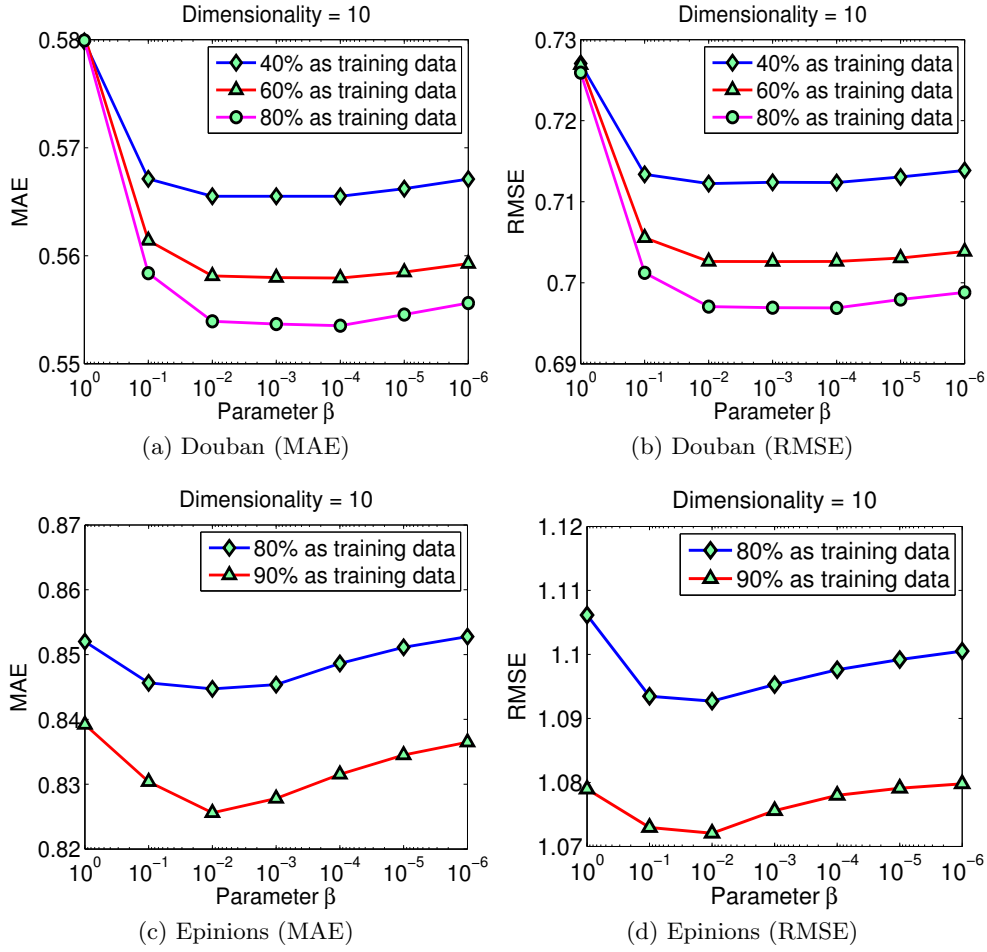 Dimensionality = 10
0.58
0.57
0.56
0.55
MAE
40% as training data
60% as training data
80% as training data
10^0 10^-1 10^-2 10^-3 10^-4 10^-5 10^-6
Parameter β
(a) Douban (MAE)
Dimensionality = 10
0.73
0.72
0.71
0.7
0.69
RMSE
40% as training data
60% as training data
80% as training data
10^0 10^-1 10^-2 10^-3 10^-4 10^-5 10^-6
Parameter β
(b) Douban (RMSE)
Dimensionality = 10
0.87
0.86
0.85
0.84
0.83
0.82
MAE
80% as training data
90% as training data
10^0 10^-1 10^-2 10^-3 10^-4 10^-5 10^-6
Parameter β
(c) Epinions (MAE)
Dimensionality = 10
1.12
1.11
1.1
1.09
1.08
1.07
RMSE
80% as training data
90% as training data
10^0 10^-1 10^-2 10^-3 10^-4 10^-5 10^-6
Parameter β
(d) Epinions (RMSE)